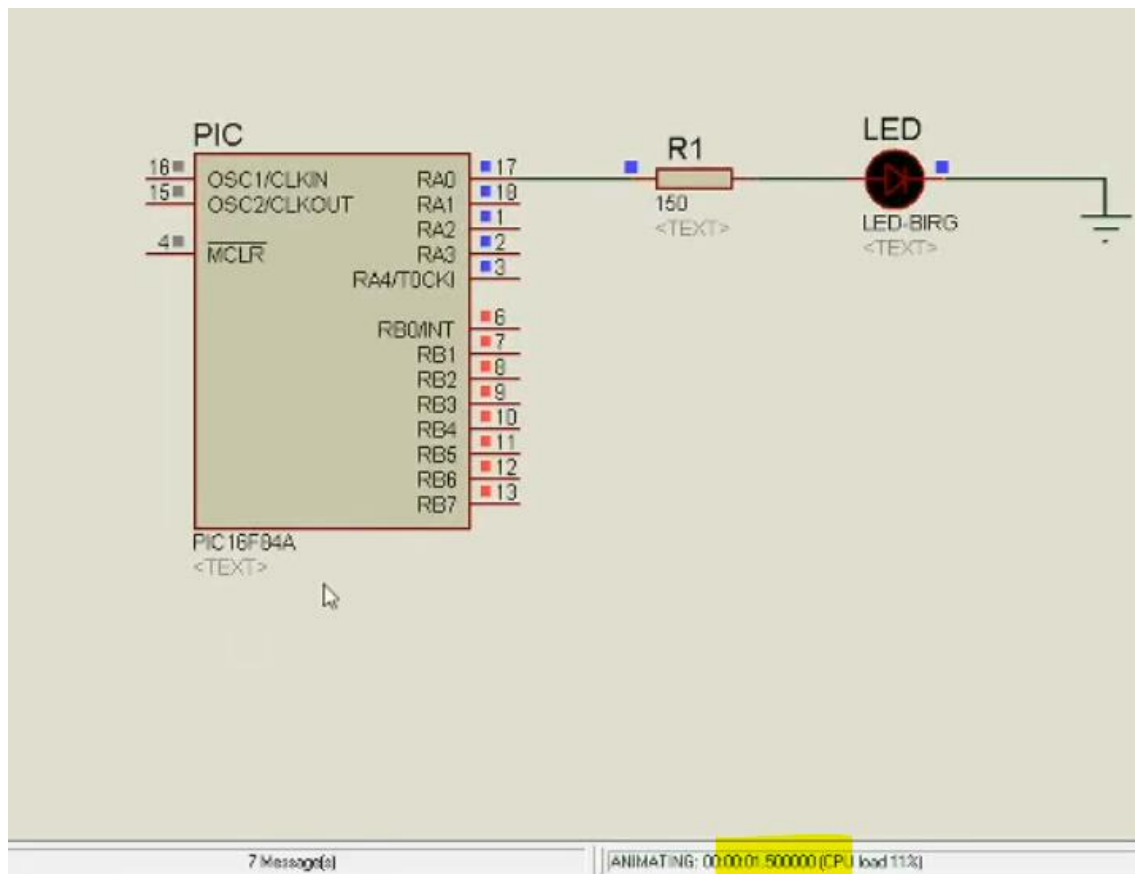 PIC
16 OSC1/CLKIN RA0 17
15 OSC2/CLKOUT RA1 18
RA2 1
4 MCLR RA3 2
RA4/T0CKI 3
RB0/INT 6
RB1 7
RB2 8
RB3 9
RB4 10
RB5 11
RB6 12
RB7 13
PIC16F84A
<TEXT>
R1
150
<TEXT>
LED
LED-BIRG
<TEXT>
7 Message(s)
ANIMATING: 00:00:01.500000 (CPU load 11%)